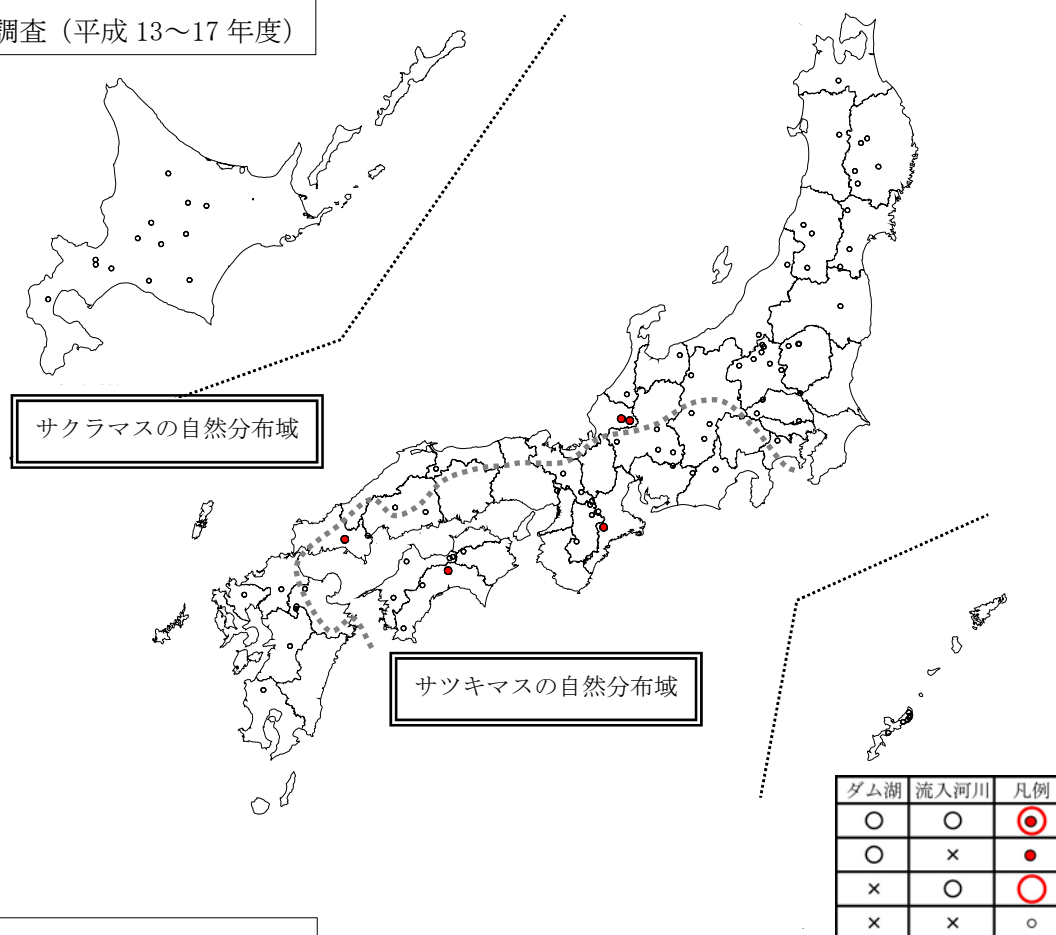 調査（平成 13～17 年度）
サクラマスの自然分布域
サツキマスの自然分布域
ダム湖 流入河川 凡例
○ ○
○ ×
× ○
× ×